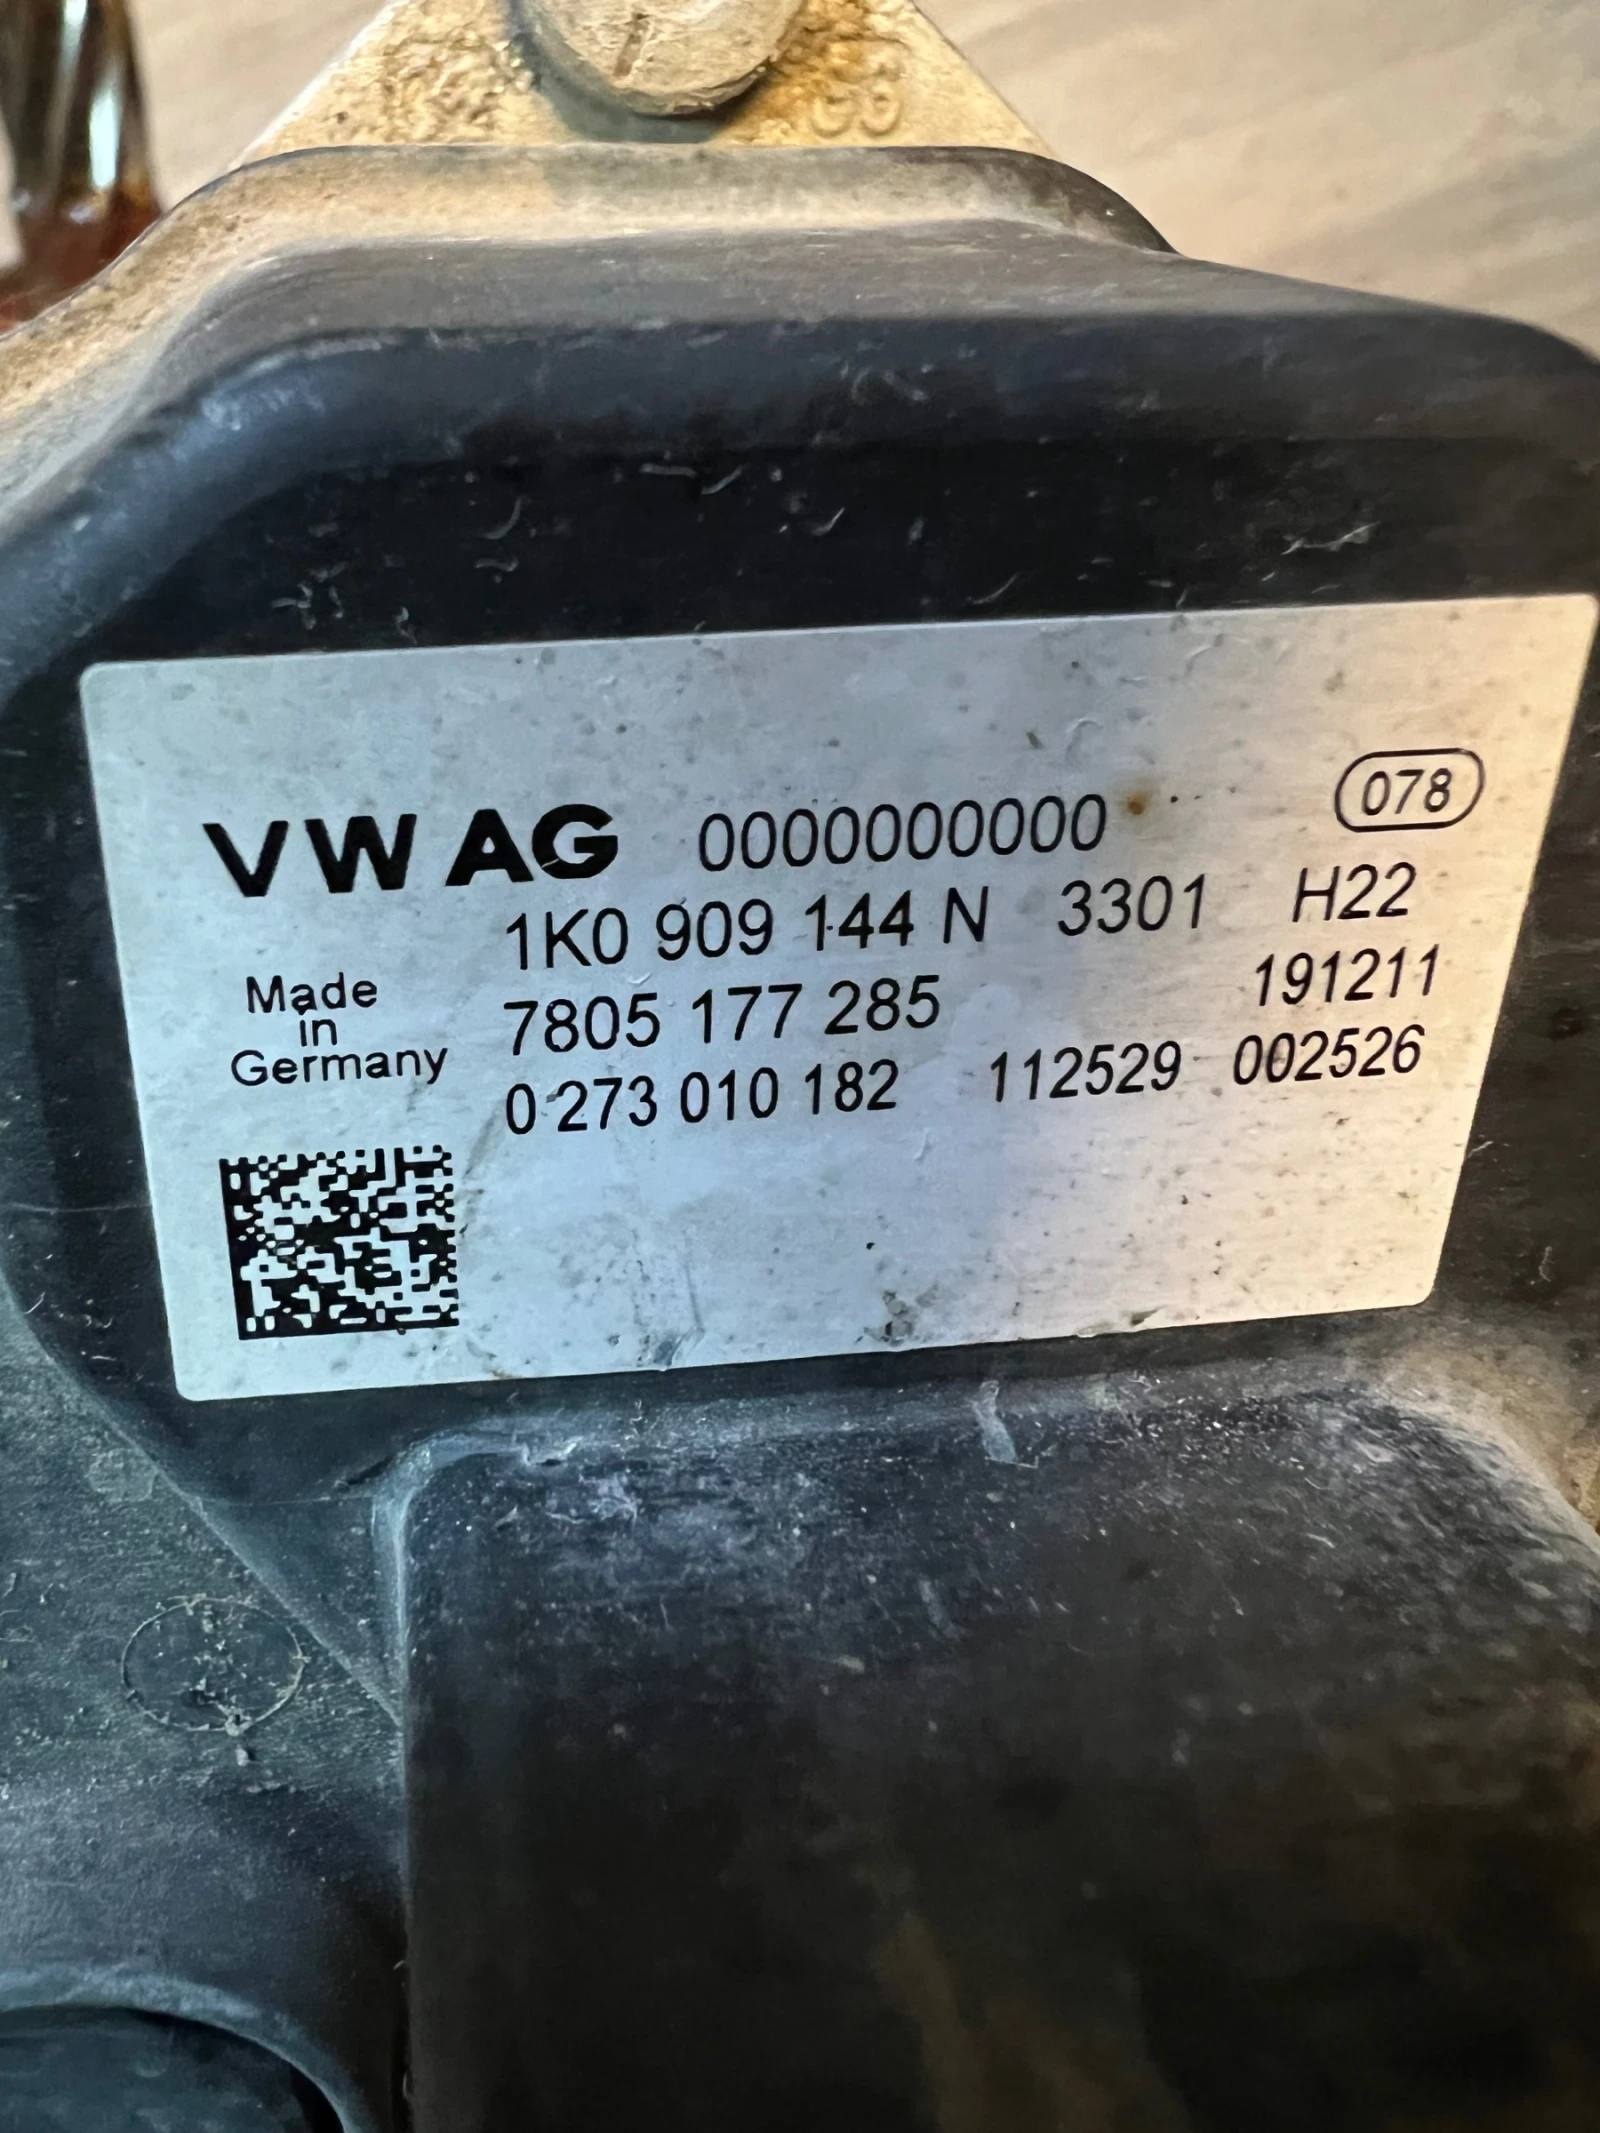 VW AG 0000000000 078
1K0 909 144 N 3301 H22
Made
in
Germany
7805 177 285 191211
0 273 010 182 112529 002526